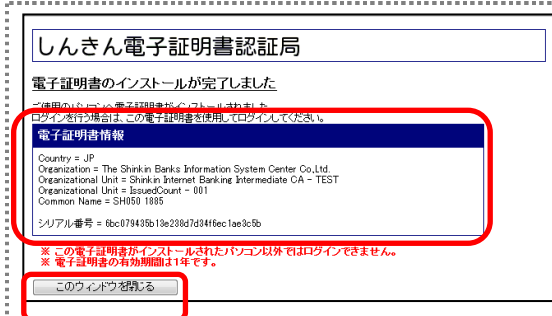 しんきん電子証明書認証局
電子証明書のインストールが完了しました
ご使用のパソコンへ電子証明書がインストールされました。
ログインを行う場合は、この電子証明書を使用してログインしてください。
電子証明書情報
Country = JP
Organization = The Shinkin Banks Information System Center Co.,Ltd.
Organizational Unit = Shinkin Internet Banking Intermediate CA - TEST
Organizational Unit = IssuedCount - 001
Common Name = SH050 1885
シリアル番号 = 6bc079435b13e238d7d34f6ec1ae3c5b
※ この電子証明書がインストールされたパソコン以外ではログインできません。
※ 電子証明書の有効期間は1年です。
このウィンドウを閉じる